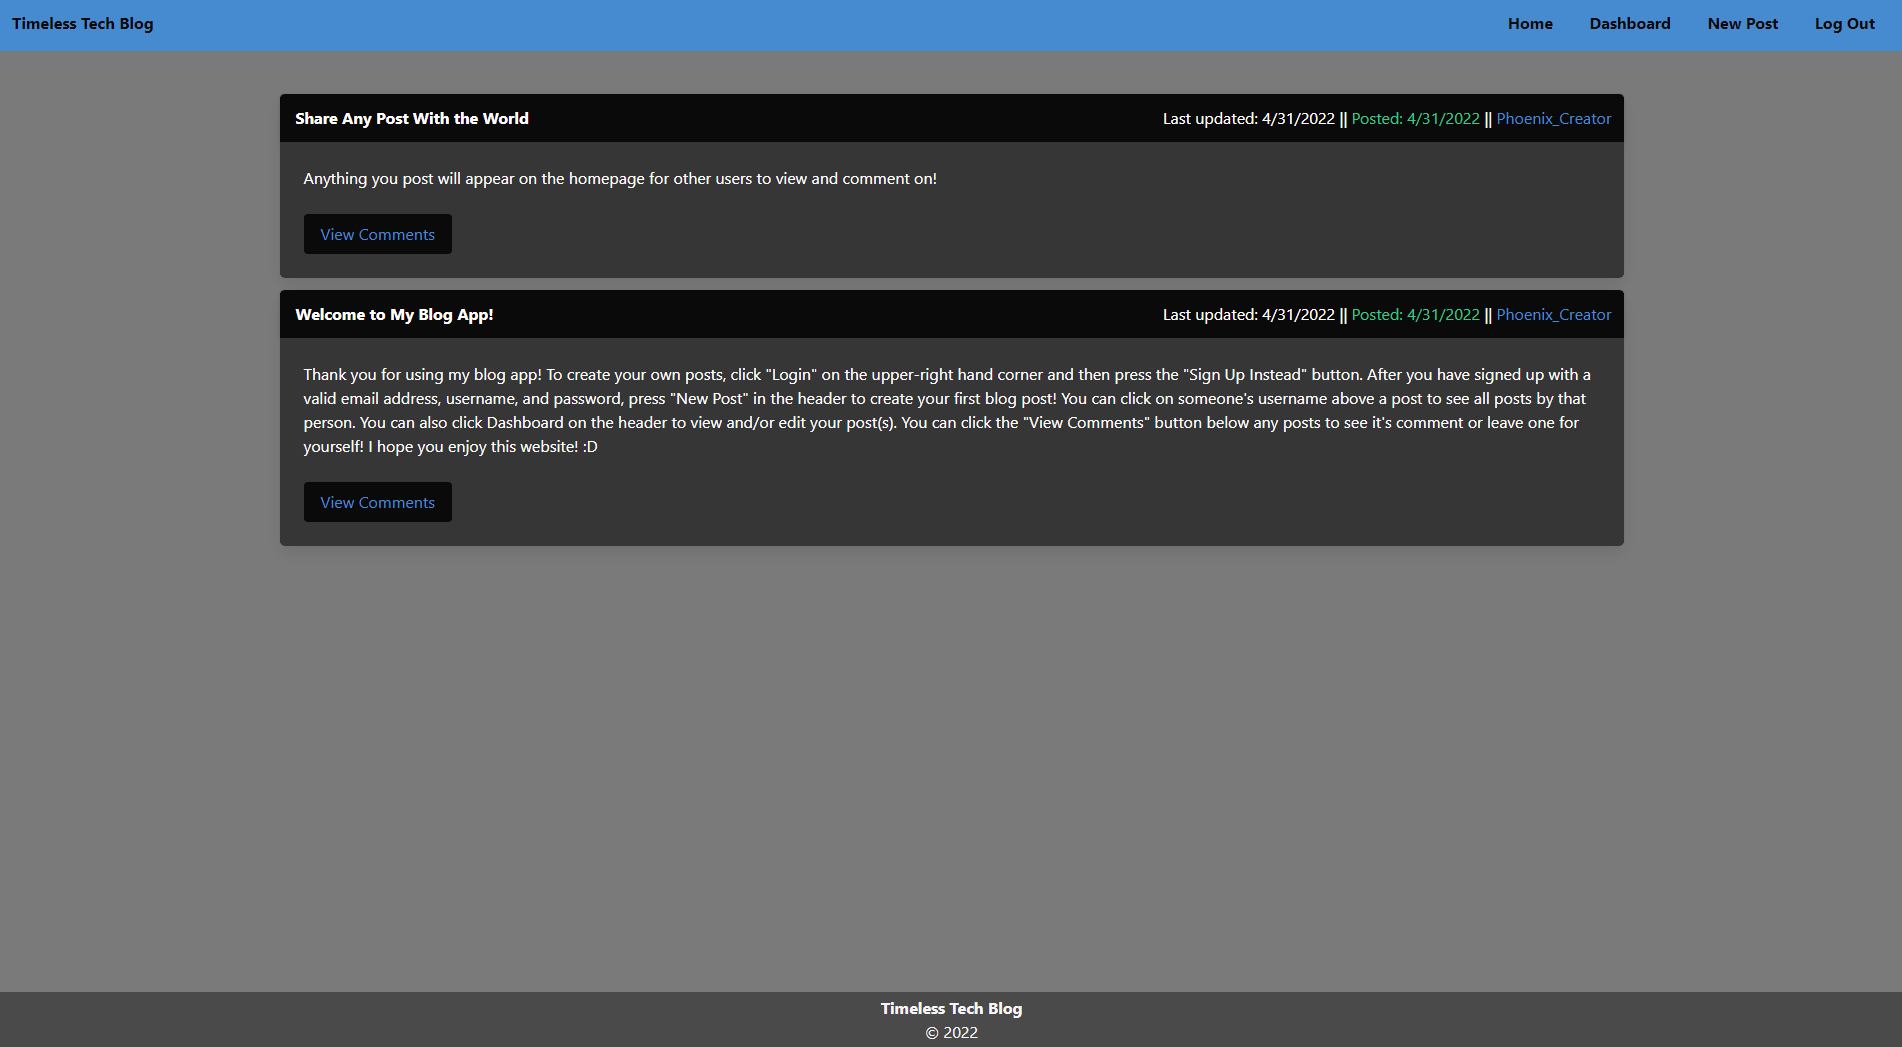 Timeless Tech Blog
Home Dashboard New Post Log Out
Share Any Post With the World
Last updated: 4/31/2022 || Posted: 4/31/2022 || Phoenix_Creator
Anything you post will appear on the homepage for other users to view and comment on!
View Comments
Welcome to My Blog App!
Last updated: 4/31/2022 || Posted: 4/31/2022 || Phoenix_Creator
Thank you for using my blog app! To create your own posts, click "Login" on the upper-right hand corner and then press the "Sign Up Instead" button. After you have signed up with a
valid email address, username, and password, press "New Post" in the header to create your first blog post! You can click on someone's username above a post to see all posts by that
person. You can also click Dashboard on the header to view and/or edit your post(s). You can click the "View Comments" button below any posts to see it's comment or leave one for
yourself! I hope you enjoy this website! :D
View Comments
Timeless Tech Blog
© 2022